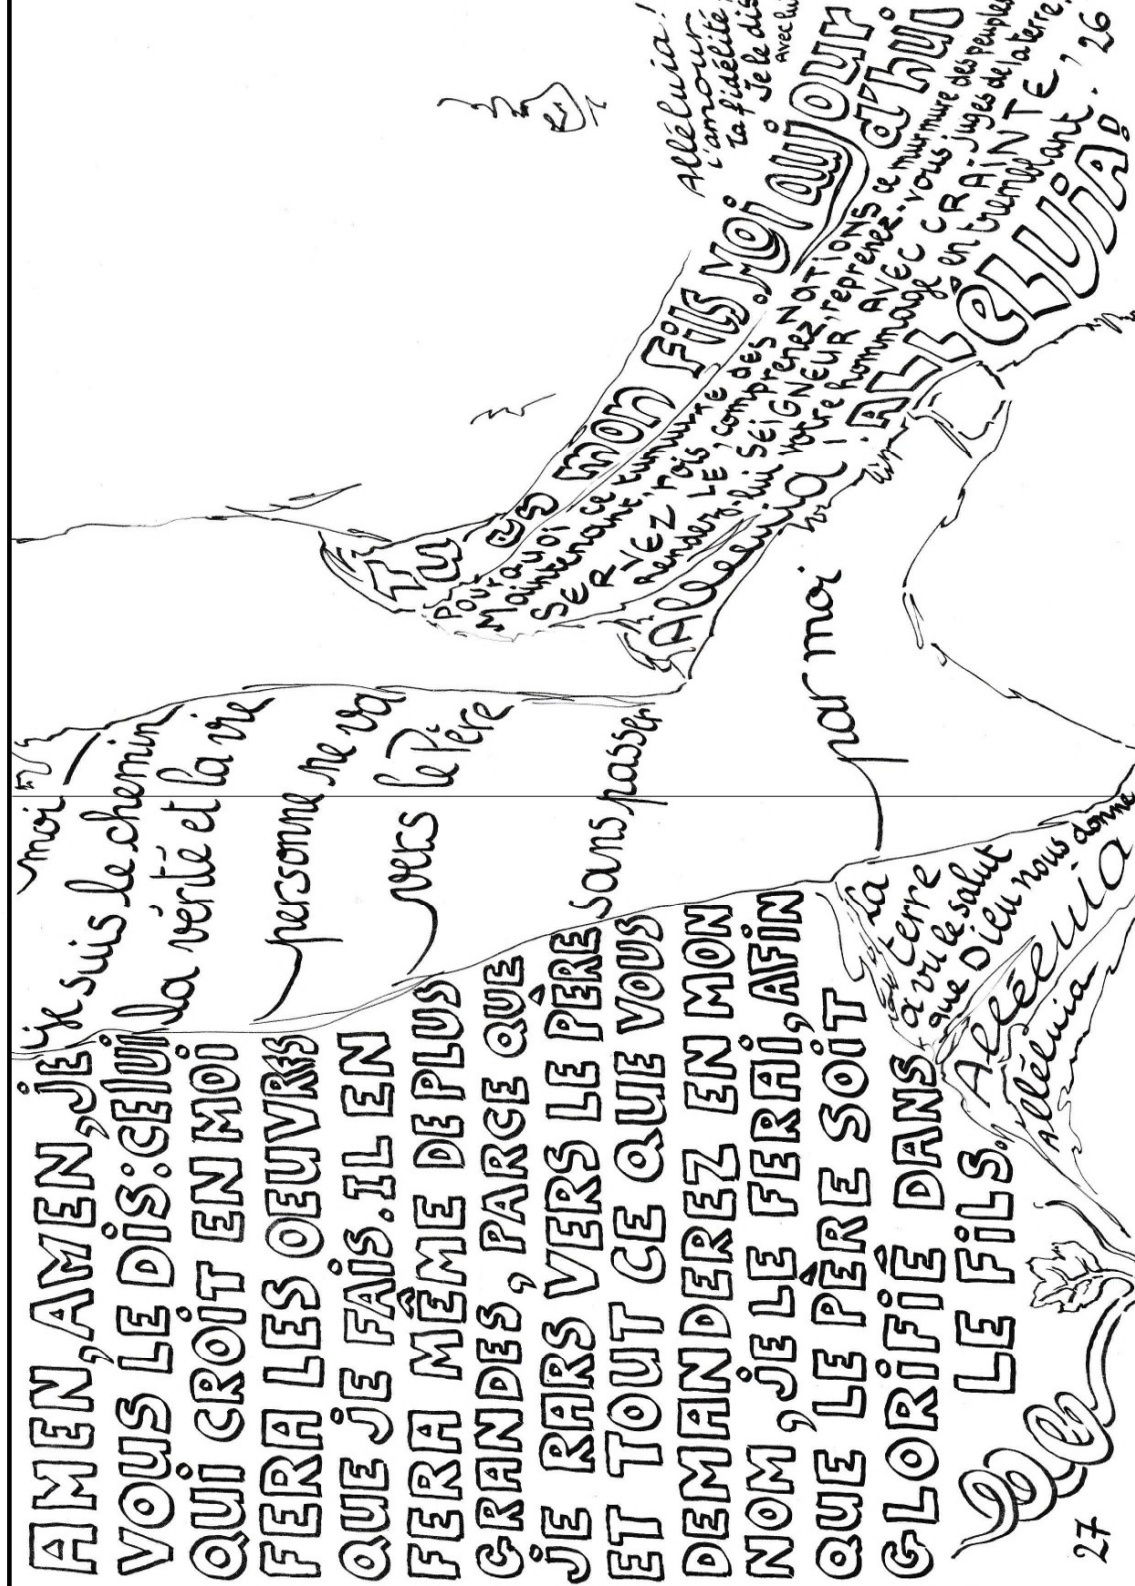 AMEN, AMEN, JE
VOUS LE DIS : CELUI
QUI CROIT EN MOI
FERA LES OEUVRES
QUE JE FAIS. IL EN
FERA MÊME DE PLUS
GRANDES, PARCE QUE
JE RARS VERS LE PÈRE
ET TOUT CE QUE VOUS
DEMANDEREZ EN MON
NOM, JE LE FERAI, AFIN
QUE LE PÈRE SOIT
GLORIFIÉ DANS
LE FILS.
27
moi
je suis le chemin
la vérité et la vie
personne ne va
vers le Père
sans passer
par moi
La
terre
a vu le salut
que Dieu nous donne
Alléluia
Alléluia
Alléluia!
L'amour
Ta fidélité
Je le dis
avec lui
Tu es mon Fils. Moi aujourd'hui
Pourquoi ce tumulte des NATIONS ce murmure des peuples
Maintenant rois, comprenez, reprenez-vous juges de la terre,
SERVEZ LE SEIGNEUR AVEC CRAINTE,
Rendez-lui votre hommage en tremblant.
Alleluia! ALLELUIA!
26